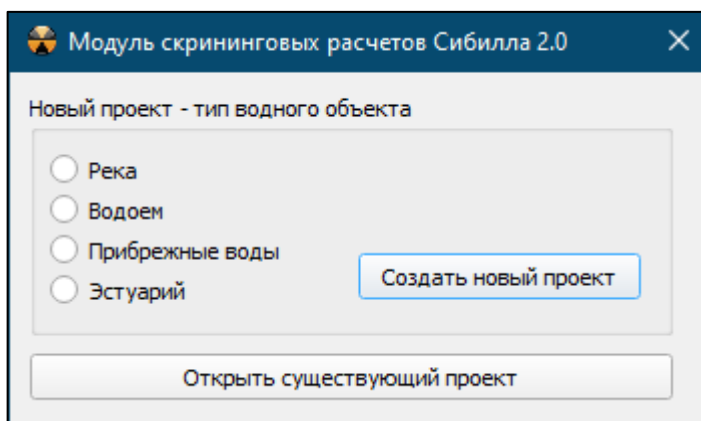 Модуль скрининговых расчетов Сибилла 2.0
Новый проект - тип водного объекта
Река
Водоем
Прибрежные воды
Эстуарий
Создать новый проект
Открыть существующий проект